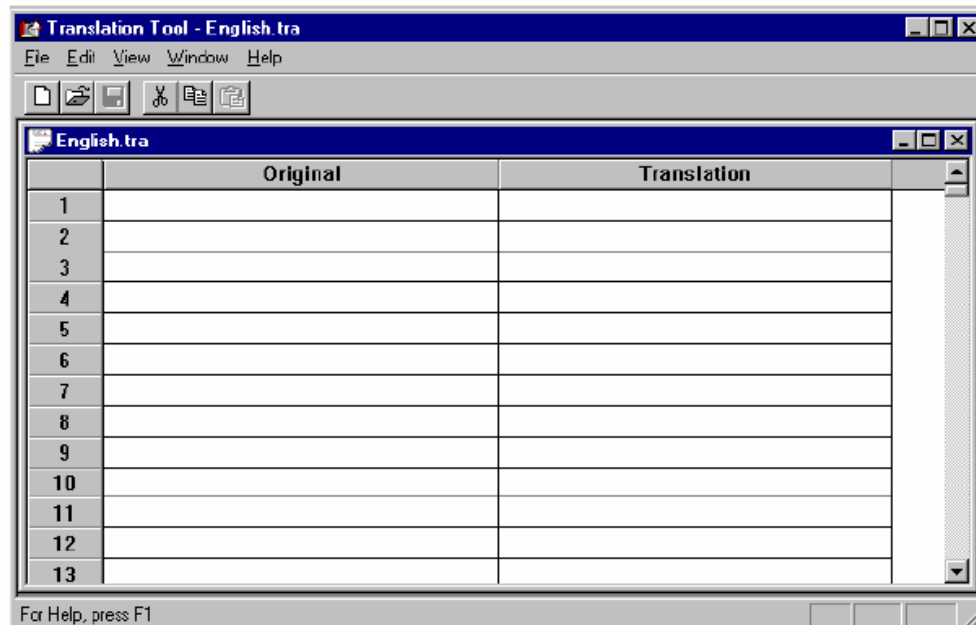 Translation Tool - English.tra
File Edit View Window Help
English.tra
Original Translation
1
2
3
4
5
6
7
8
9
10
11
12
13
For Help, press F1